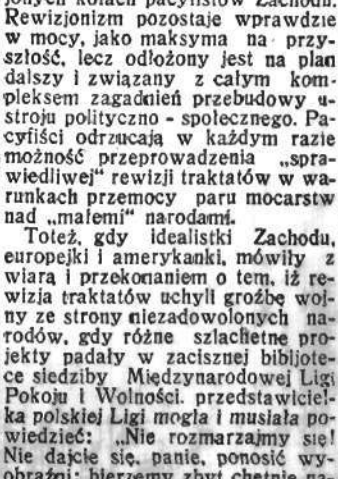 jonych kołach pacyfistów Zachodu.
Rewizjonizm pozostaje wprawdzie
w mocy, jako maksyma na przy-
szłość, lecz odłożony jest na plan
dalszy i związany z całym kom-
pleksem zagadnień przebudowy u-
stroju polityczno - społecznego. Pa-
cyfiści odrzucają w każdym razie
możność przeprowadzenia „spra-
wiedliwej" rewizji traktatów w wa-
runkach przemocy paru mocarstw
nad „małemi" narodami.
Toteż, gdy idealistki Zachodu,
europejki i amerykanki, mówiły z
wiarą i przekonaniem o tem, iż re-
wizja traktatów uchyli groźbę woj-
ny ze strony niezadowolonych na-
rodów, gdy różne szlachetne pro-
jekty padały w zacisznej bibljote-
ce siedziby Międzynarodowej Ligi
Pokoju i Wolności, przedstawiciel-
ka polskiej Ligi mogła i musiała po-
wiedzieć: „Nie rozmarzajmy się!
Nie dajcie się, panie, ponosić wy-
obraźni: bierzemy zbyt chętnie na-